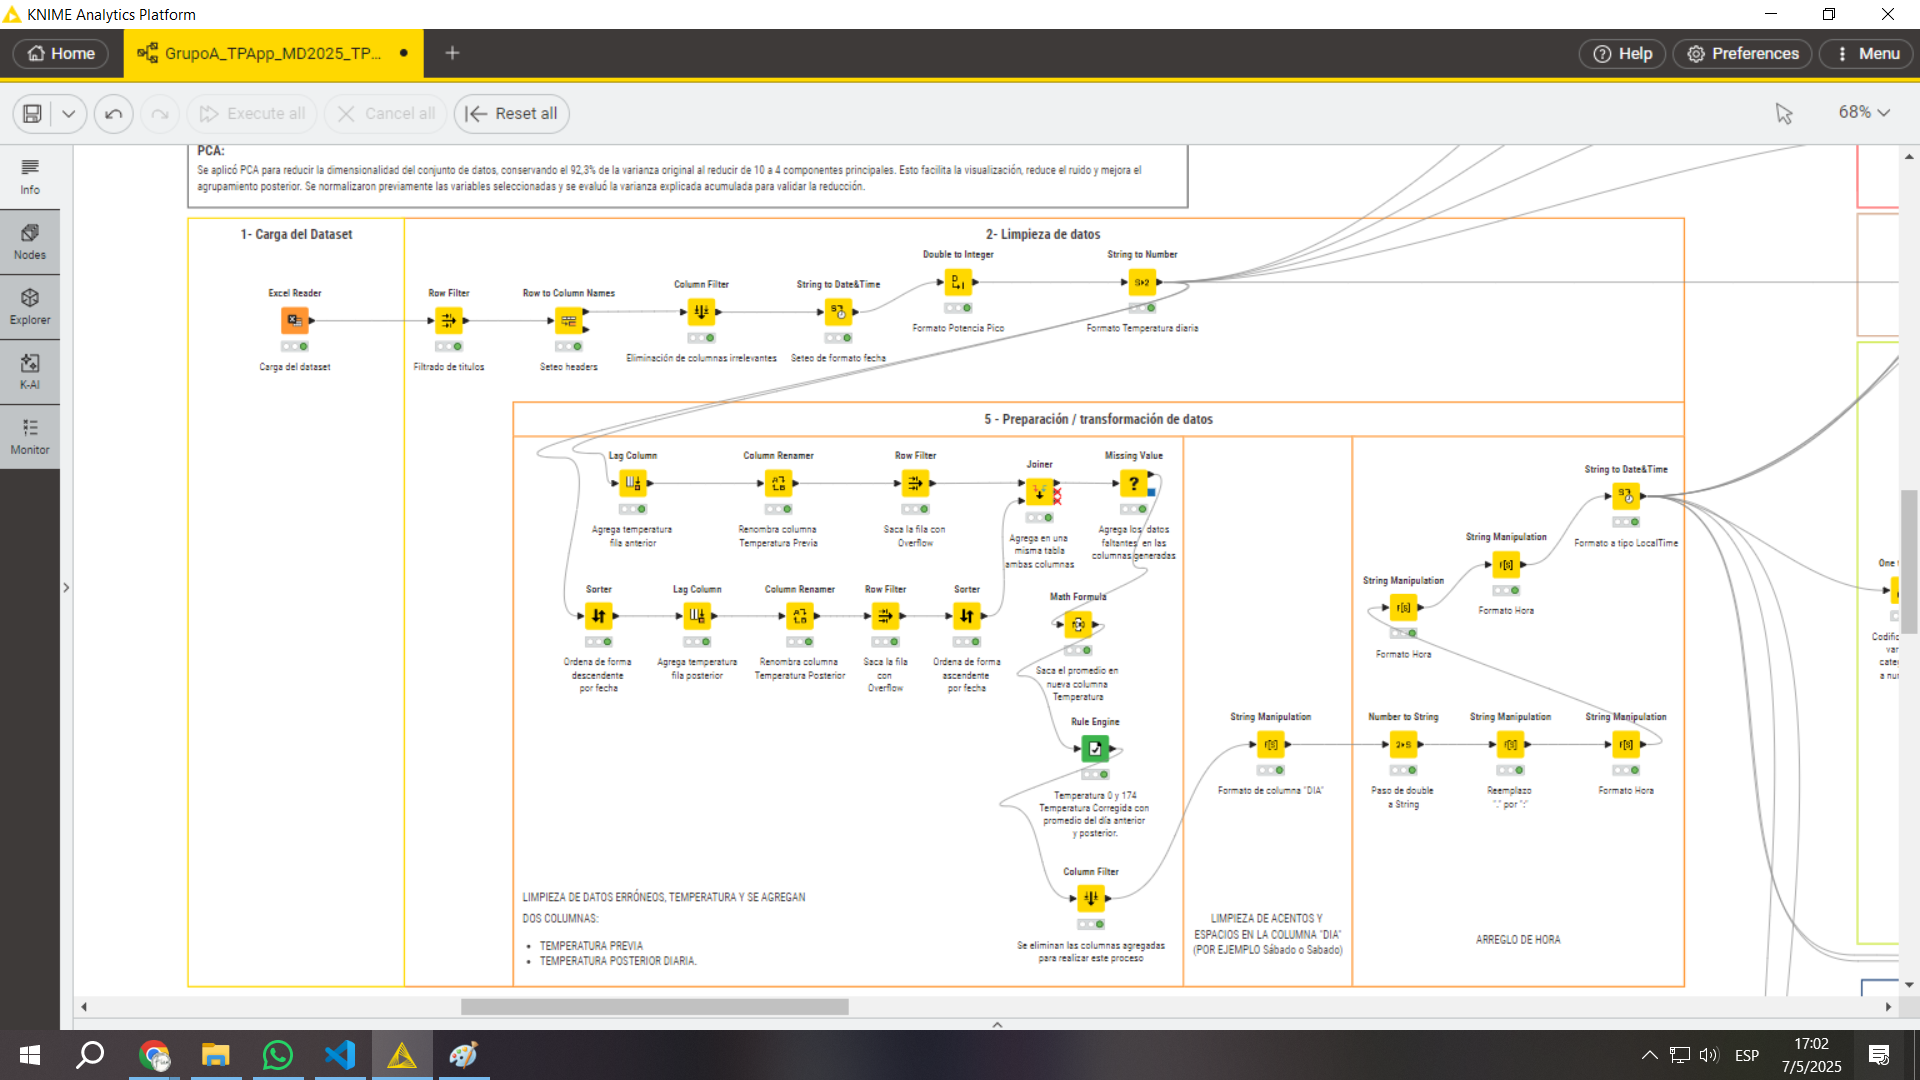 KNIME Analytics Platform
Home
GrupoA_TPApp_MD2025_TP...
Help
Preferences
Menu
Execute all
Cancel all
Reset all
68%
Info
Nodes
Explorer
K-AI
Monitor
PCA:
Se aplicó PCA para reducir la dimensionalidad del conjunto de datos, conservando el 92,3% de la varianza original al reducir de 10 a 4 componentes principales. Esto facilita la visualización, reduce el ruido y mejora el
agrupamiento posterior. Se normalizaron previamente las variables seleccionadas y se evaluó la varianza explicada acumulada para validar la reducción.
1- Carga del Dataset
2- Limpieza de datos
Excel Reader
Carga del dataset
Row Filter
Filtrado de titulos
Row to Column Names
Seteo headers
Column Filter
Eliminación de columnas irrelevantes
String to Date&Time
Seteo de formato fecha
Double to Integer
Formato Potencia Pico
String to Number
Formato Temperatura diaria
5 - Preparación / transformación de datos
Lag Column
Agrega temperatura
fila anterior
Column Renamer
Renombra columna
Temperatura Previa
Row Filter
Saca la fila con
Overflow
Joiner
Agrega en una
misma tabla
ambas columnas
Missing Value
Agrega los datos
faltantes en las
columnas generadas
Sorter
Ordena de forma
descendente
por fecha
Lag Column
Agrega temperatura
fila posterior
Column Renamer
Renombra columna
Temperatura Posterior
Row Filter
Saca la fila
con
Overflow
Sorter
Ordena de forma
ascendente
por fecha
Math Formula
Saca el promedio en
nueva columna
Temperatura
Rule Engine
Temperatura 0 y 174
Temperatura Corregida con
promedio del día anterior
y posterior.
Column Filter
Se eliminan las columnas agregadas
para realizar este proceso
LIMPIEZA DE DATOS ERRÓNEOS, TEMPERATURA Y SE AGREGAN
DOS COLUMNAS:
• TEMPERATURA PREVIA
• TEMPERATURA POSTERIOR DIARIA.
String Manipulation
Formato de columna "DIA"
LIMPIEZA DE ACENTOS Y
ESPACIOS EN LA COLUMNA "DIA"
(POR EJEMPLO Sábado o Sabado)
Number to String
Paso de double
a String
String Manipulation
Reemplazo
"." por ":"
String Manipulation
Formato Hora
String Manipulation
Formato Hora
String Manipulation
Formato Hora
String to Date&Time
Formato a tipo LocalTime
ARREGLO DE HORA
One
Codific
var
cate
a nu
ESP
17:02
7/5/2025